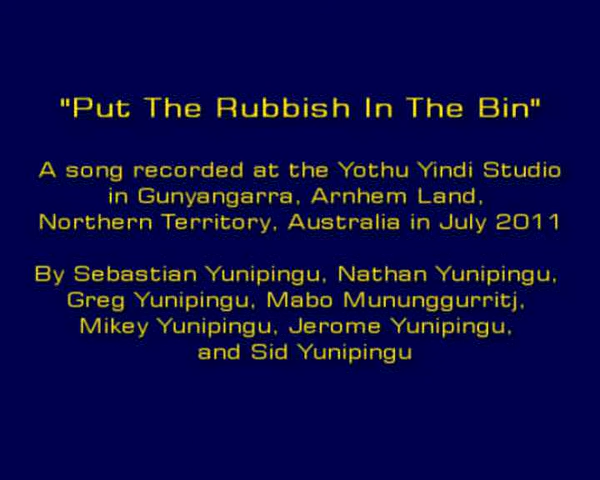 "Put The Rubbish In The Bin"
A song recorded at the Yothu Yindi Studio
in Gunyangarra, Arnhem Land,
Northern Territory, Australia in July 2011
By Sebastian Yunipingu, Nathan Yunipingu,
Greg Yunipingu, Mabo Mununggurritj,
Mikey Yunipingu, Jerome Yunipingu,
and Sid Yunipingu